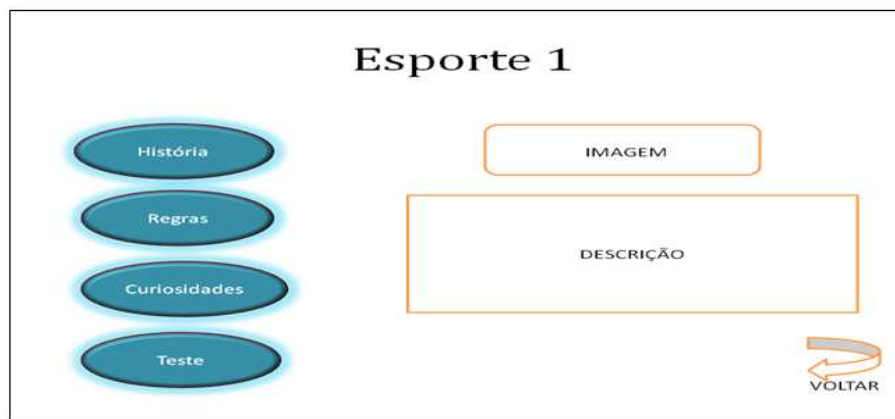 Esporte 1
História
Regras
Curiosidades
Teste
IMAGEM
DESCRIÇÃO
VOLTAR